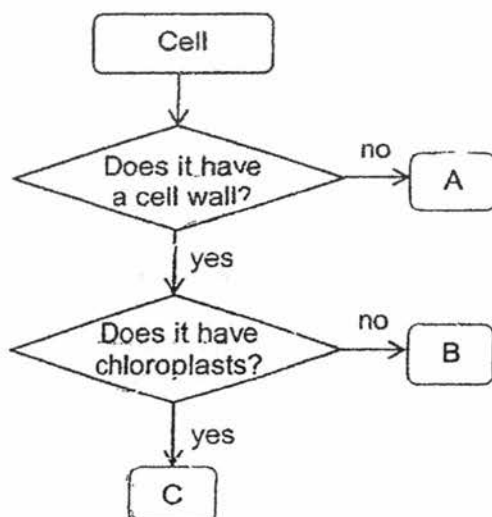 Cell
Does it have
a cell wall?
no
A
yes
Does it have
chloroplasts?
no
B
yes
C